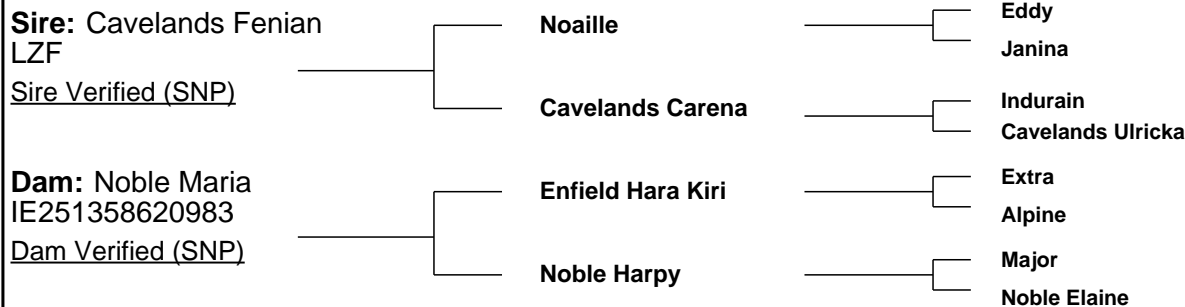 Sire: Cavelands Fenian
LZF
Sire Verified (SNP)
Noaille
Eddy
Janina
Cavelands Carena
Indurain
Cavelands Ulricka
Dam: Noble Maria
IE251358620983
Dam Verified (SNP)
Enfield Hara Kiri
Extra
Alpine
Noble Harpy
Major
Noble Elaine